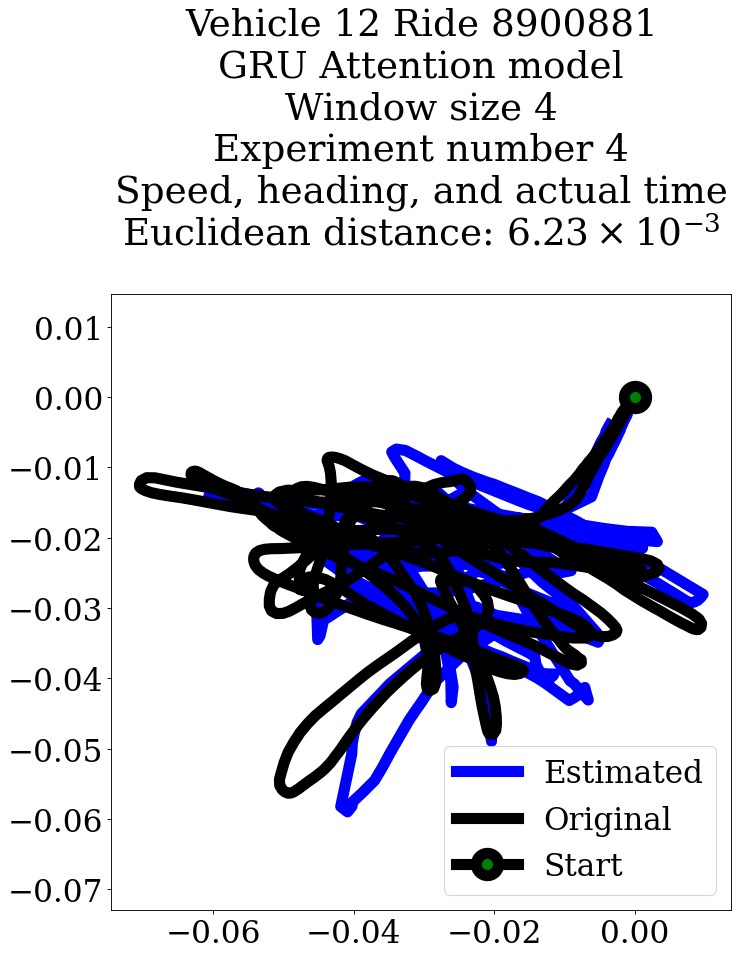 Vehicle 12 Ride 8900881
GRU Attention model
Window size 4
Experiment number 4
Speed, heading, and actual time
Euclidean distance: 6.23 × 10⁻³
0.01
0.00
−0.01
−0.02
−0.03
−0.04
−0.05
−0.06
−0.07
Estimated
Original
Start
−0.06 −0.04 −0.02 0.00